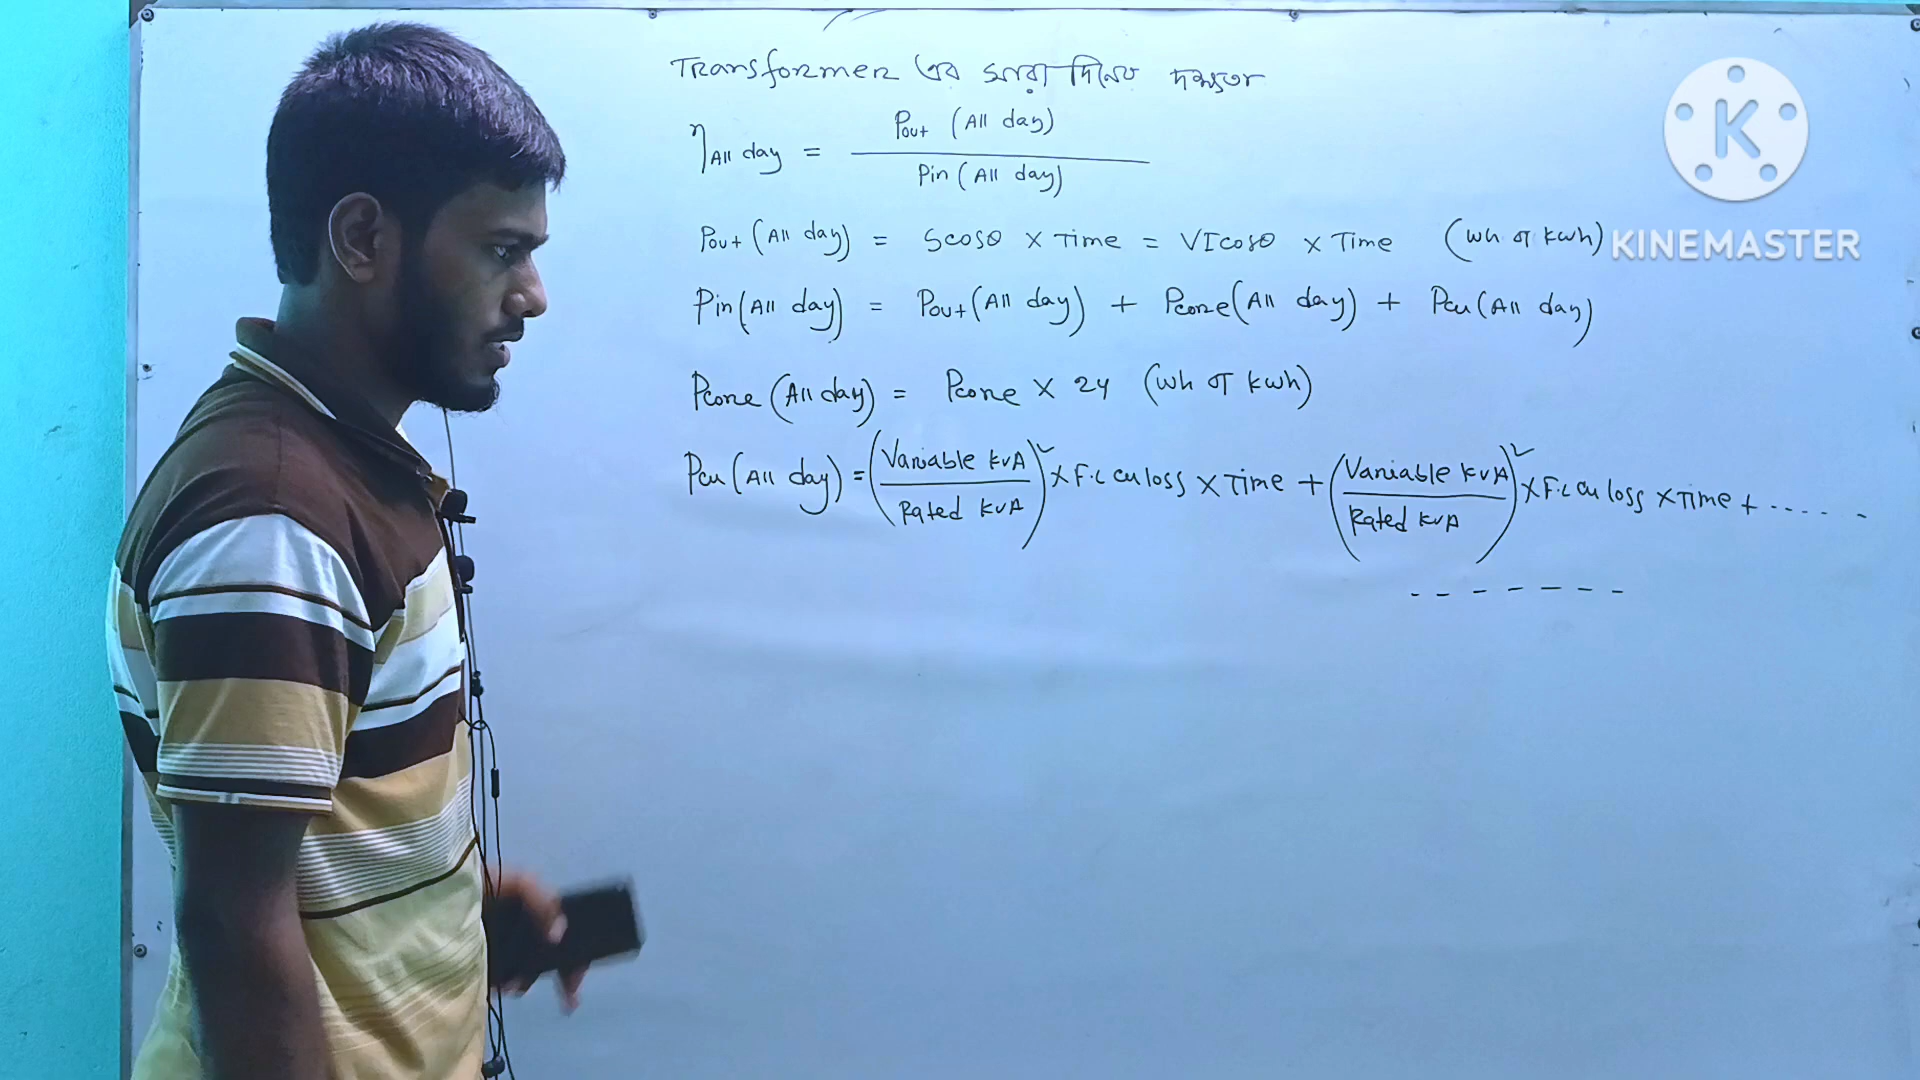 Transformer এর সারা দিনের দক্ষতা
η All day = Pout (All day) / Pin (All day)
Pout (All day) = Scosθ × Time = VIcosθ × Time (Wh or kwh)
Pin (All day) = Pout (All day) + Pcore (All day) + Pcu (All day)
Pcore (All day) = Pcore × 24 (Wh or kwh)
Pcu (All day) = (Variable KVA / Rated KVA)² × F.L cu loss × Time + (Variable KVA / Rated KVA)² × F.L cu loss × Time + ......
- - - - - - -
K
KINEMASTER